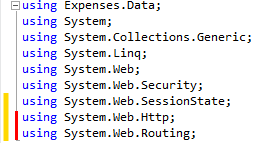 using Expenses.Data;
using System;
using System.Collections.Generic;
using System.Linq;
using System.Web;
using System.Web.Security;
using System.Web.SessionState;
using System.Web.Http;
using System.Web.Routing;